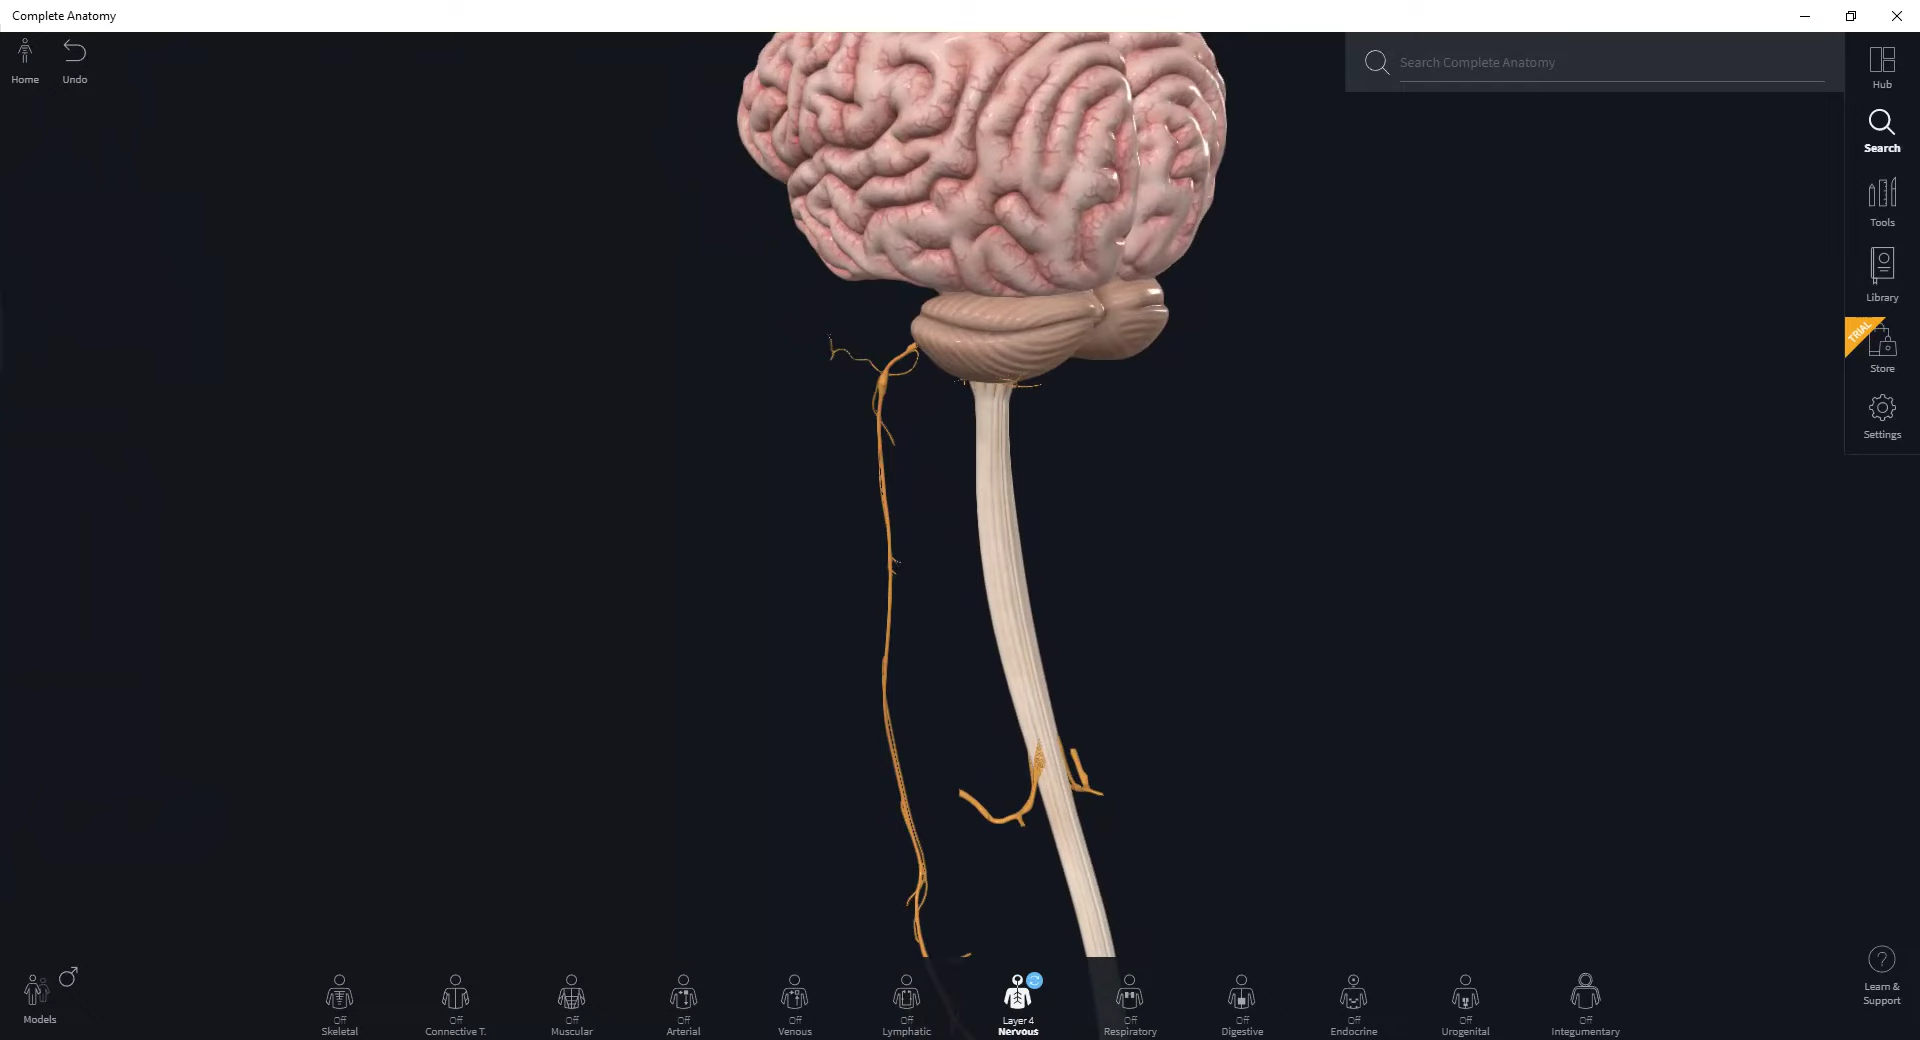 Complete Anatomy
Home
Undo
Search Complete Anatomy
Hub
Search
Tools
Library
TRIAL
Store
Settings
?
Learn &
Support
Models
Off
Skeletal
Off
Connective T.
Off
Muscular
Off
Arterial
Off
Venous
Off
Lymphatic
Layer 4
Nervous
Off
Respiratory
Off
Digestive
Off
Endocrine
Off
Urogenital
Off
Integumentary